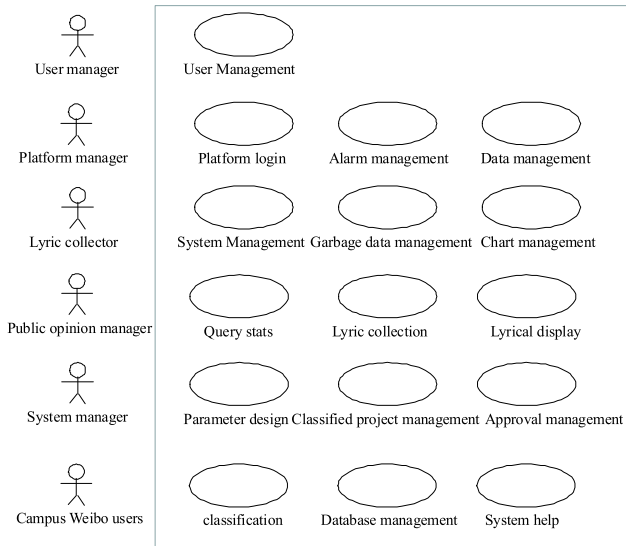 User manager
User Management
Platform manager
Platform login
Alarm management
Data management
Lyric collector
System Management
Garbage data management
Chart management
Public opinion manager
Query stats
Lyric collection
Lyrical display
System manager
Parameter design
Classified project management
Approval management
Campus Weibo users
classification
Database management
System help